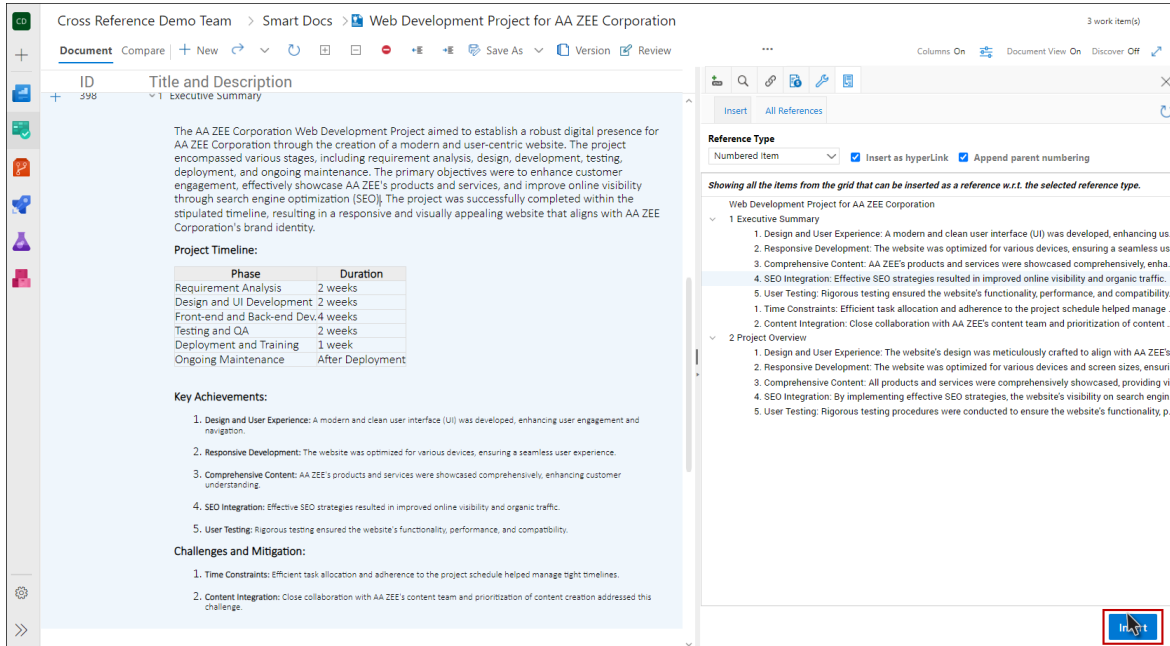 CD
Cross Reference Demo Team > Smart Docs > Web Development Project for AA ZEE Corporation
3 work item(s)
Document Compare New Save As Version Review ...
Columns On Document View On Discover Off
ID Title and Description
398 1 Executive Summary
The AA ZEE Corporation Web Development Project aimed to establish a robust digital presence for
AA ZEE Corporation through the creation of a modern and user-centric website. The project
encompassed various stages, including requirement analysis, design, development, testing,
deployment, and ongoing maintenance. The primary objectives were to enhance customer
engagement, effectively showcase AA ZEE's products and services, and improve online visibility
through search engine optimization (SEO). The project was successfully completed within the
stipulated timeline, resulting in a responsive and visually appealing website that aligns with AA ZEE
Corporation's brand identity.
Project Timeline:
Phase Duration
Requirement Analysis 2 weeks
Design and UI Development 2 weeks
Front-end and Back-end Dev. 4 weeks
Testing and QA 2 weeks
Deployment and Training 1 week
Ongoing Maintenance After Deployment
Key Achievements:
1. Design and User Experience: A modern and clean user interface (UI) was developed, enhancing user engagement and
navigation.
2. Responsive Development: The website was optimized for various devices, ensuring a seamless user experience.
3. Comprehensive Content: AA ZEE's products and services were showcased comprehensively, enhancing customer
understanding.
4. SEO Integration: Effective SEO strategies resulted in improved online visibility and organic traffic.
5. User Testing: Rigorous testing ensured the website's functionality, performance, and compatibility.
Challenges and Mitigation:
1. Time Constraints: Efficient task allocation and adherence to the project schedule helped manage tight timelines.
2. Content Integration: Close collaboration with AA ZEE's content team and prioritization of content creation addressed this
challenge.
Insert All References
Reference Type
Numbered Item Insert as hyperLink Append parent numbering
Showing all the items from the grid that can be inserted as a reference w.r.t. the selected reference type.
Web Development Project for AA ZEE Corporation
1 Executive Summary
1. Design and User Experience: A modern and clean user interface (UI) was developed, enhancing us
2. Responsive Development: The website was optimized for various devices, ensuring a seamless us
3. Comprehensive Content: AA ZEE's products and services were showcased comprehensively, enha..
4. SEO Integration: Effective SEO strategies resulted in improved online visibility and organic traffic.
5. User Testing: Rigorous testing ensured the website's functionality, performance, and compatibility.
1. Time Constraints: Efficient task allocation and adherence to the project schedule helped manage ..
2. Content Integration: Close collaboration with AA ZEE's content team and prioritization of content ..
2 Project Overview
1. Design and User Experience: The website's design was meticulously crafted to align with AA ZEE's
2. Responsive Development: The website was optimized for various devices and screen sizes, ensuri
3. Comprehensive Content: All products and services were comprehensively showcased, providing vi
4. SEO Integration: By implementing effective SEO strategies, the website's visibility on search engin
5. User Testing: Rigorous testing procedures were conducted to ensure the website's functionality, p..
Insert